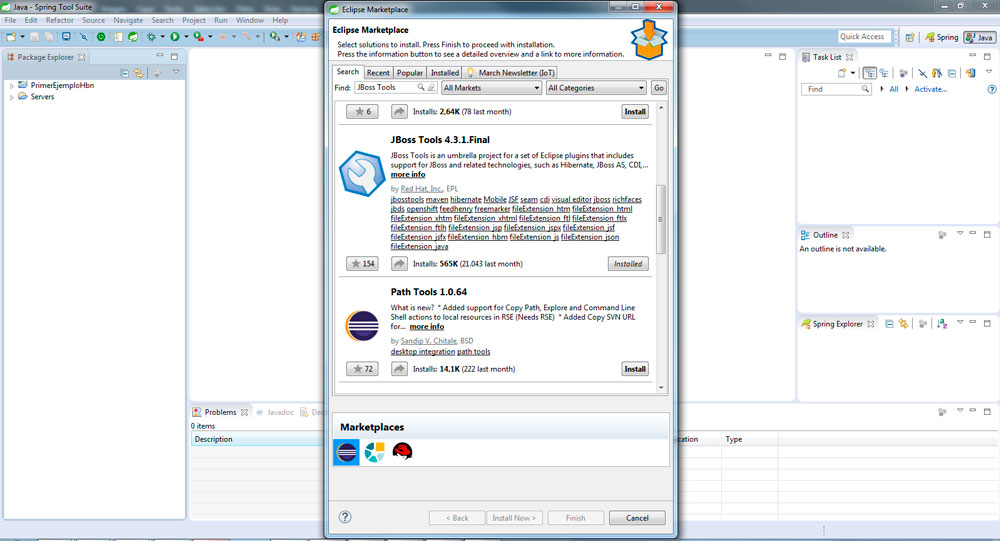 Java - Spring Tool Suite
File Edit Source Refactor Navigate Search Project Run Window Help
Quick Access
Spring
Java
Package Explorer
PrimerEjemploHbn
Servers
Eclipse Marketplace
Eclipse Marketplace
Select solutions to install. Press Finish to proceed with installation.
Press the information button to see a detailed overview and a link to more information.
Search Recent Popular Installed March Newsletter (IoT)
Find: JBoss Tools All Markets All Categories Go
6 Installs: 2,64K (78 last month) Install
JBoss Tools 4.3.1.Final
JBoss Tools is an umbrella project for a set of Eclipse plugins that includes
support for JBoss and related technologies, such as Hibernate, JBoss AS, CDI,...
more info
by Red Hat, Inc., EPL
jbosstools maven hibernate Mobile JSF seam cdi visual editor jboss richfaces
jbds openshift feedhenry freemarker fileExtension_htm fileExtension_html
fileExtension_xhtm fileExtension_xhtml fileExtension_ftl fileExtension_ftlx
fileExtension_ftlh fileExtension_jsp fileExtension_jspx fileExtension_jsf
fileExtension_jsfx fileExtension_hbm fileExtension_js fileExtension_json
fileExtension_java
154 Installs: 565K (21.043 last month) Installed
Path Tools 1.0.64
What is new? * Added support for Copy Path, Explore and Command Line
Shell actions to local resources in RSE (Needs RSE) * Added Copy SVN URL
for... more info
by Sandip V. Chitale, BSD
desktop integration path tools
72 Installs: 14,1K (222 last month) Install
Marketplaces
< Back Install Now > Finish Cancel
Task List
Find All Activate...
Outline
An outline is not available.
Spring Explorer
Problems Javadoc
0 items
Description Type